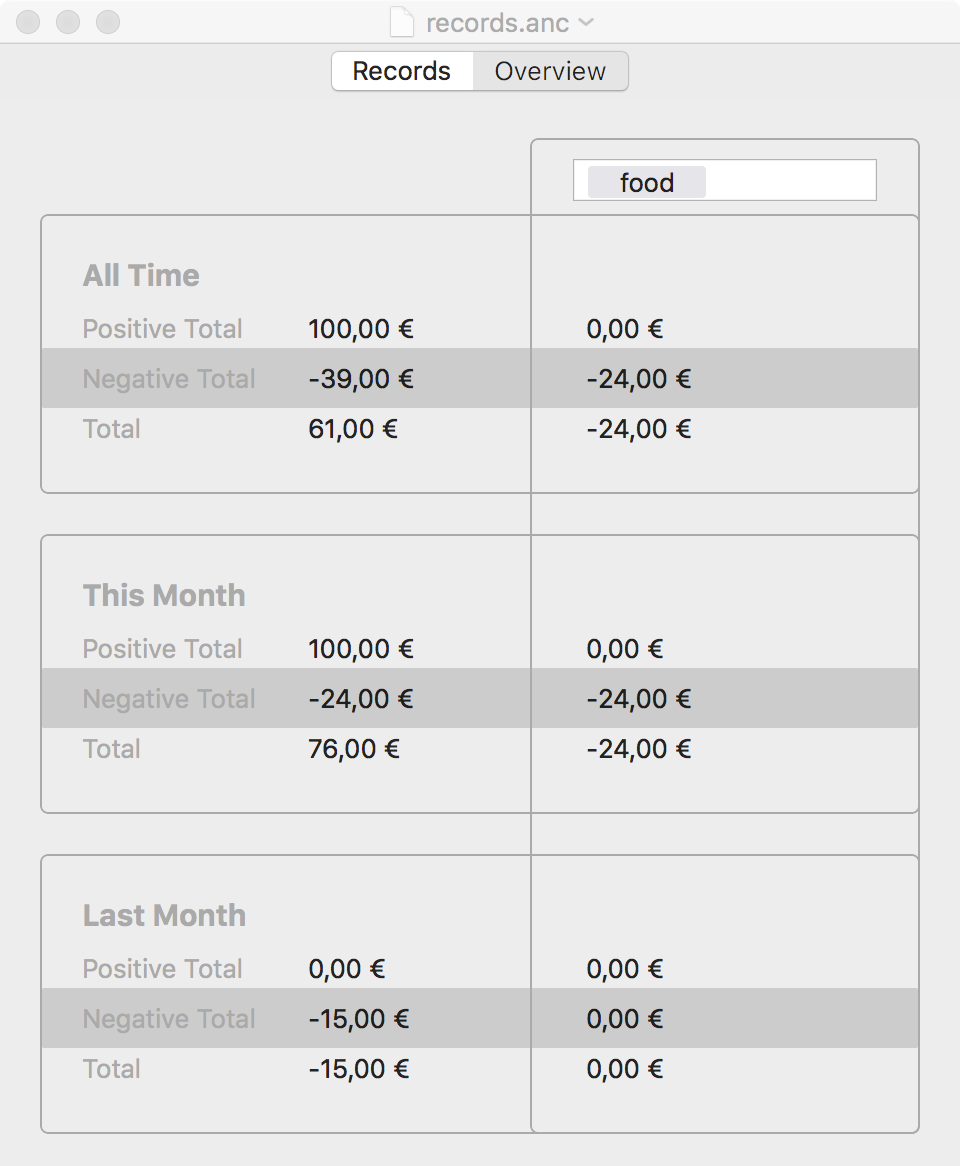 records.anc
Records Overview
food
All Time
Positive Total 100,00 € 0,00 €
Negative Total -39,00 € -24,00 €
Total 61,00 € -24,00 €
This Month
Positive Total 100,00 € 0,00 €
Negative Total -24,00 € -24,00 €
Total 76,00 € -24,00 €
Last Month
Positive Total 0,00 € 0,00 €
Negative Total -15,00 € 0,00 €
Total -15,00 € 0,00 €